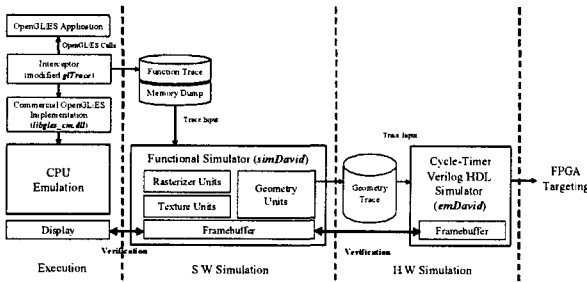 OpenGL/ES Application
OpenGL/ES Calls
Interceptor
(modified glTrace)
Commercial OpenGL/ES
Implementation
(libgles_cm.dll)
CPU
Emulation
Display
Verification
Execution
Function Trace
Memory Dump
Trace Input
Functional Simulator (simDavid)
Rasterizer Units
Texture Units
Geometry
Units
Framebuffer
SW Simulation
Geometry
Trace
Trace Input
Verification
Cycle-Timer
Verilog HDL
Simulator
(emDavid)
Framebuffer
HW Simulation
FPGA
Targeting